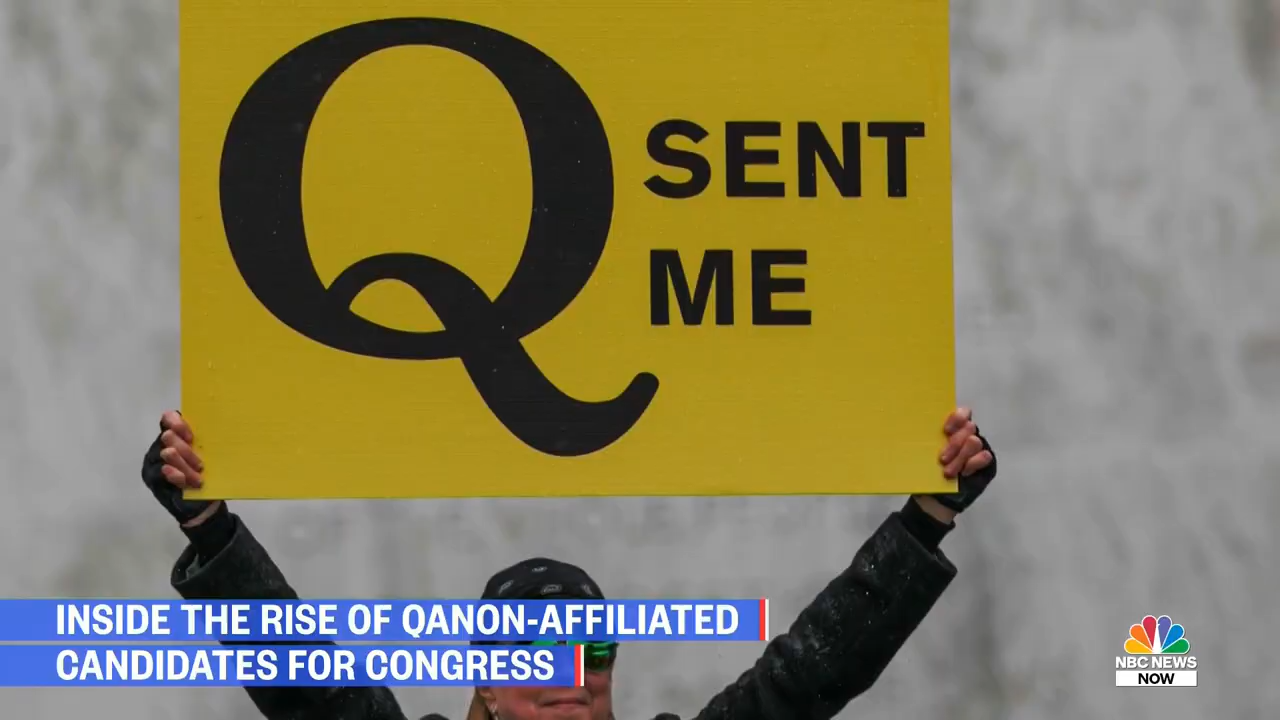 Q SENT
ME
INSIDE THE RISE OF QANON-AFFILIATED
CANDIDATES FOR CONGRESS
NBC NEWS
NOW